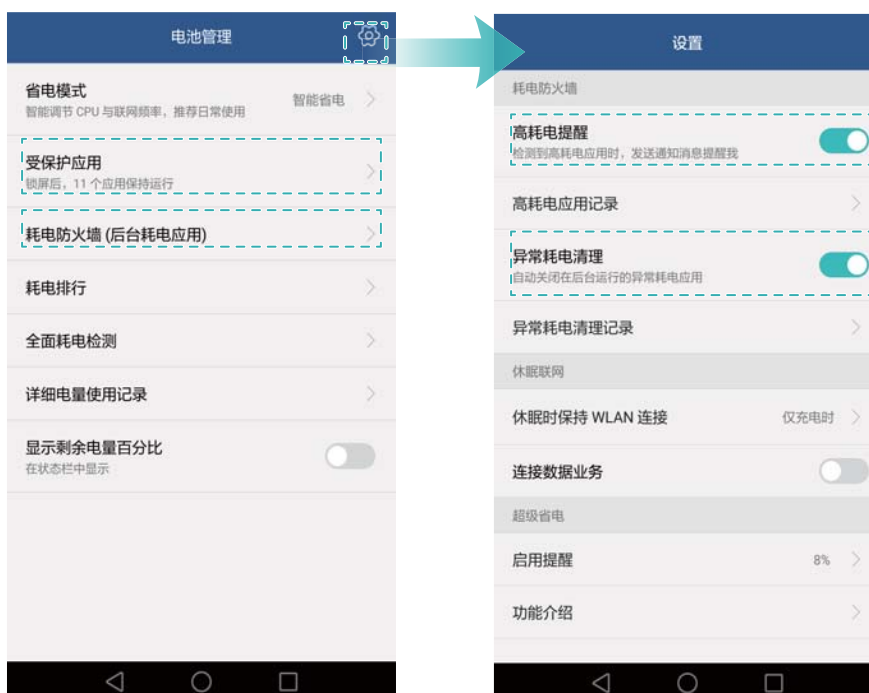 电池管理
省电模式
智能调节 CPU 与联网频率，推荐日常使用
智能省电
受保护应用
锁屏后，11 个应用保持运行
耗电防火墙 (后台耗电应用)
耗电排行
全面耗电检测
详细电量使用记录
显示剩余电量百分比
在状态栏中显示
设置
耗电防火墙
高耗电提醒
检测到高耗电应用时，发送通知消息提醒我
高耗电应用记录
异常耗电清理
自动关闭在后台运行的异常耗电应用
异常耗电清理记录
休眠联网
休眠时保持 WLAN 连接
仅充电时
连接数据业务
超级省电
启用提醒
8%
功能介绍